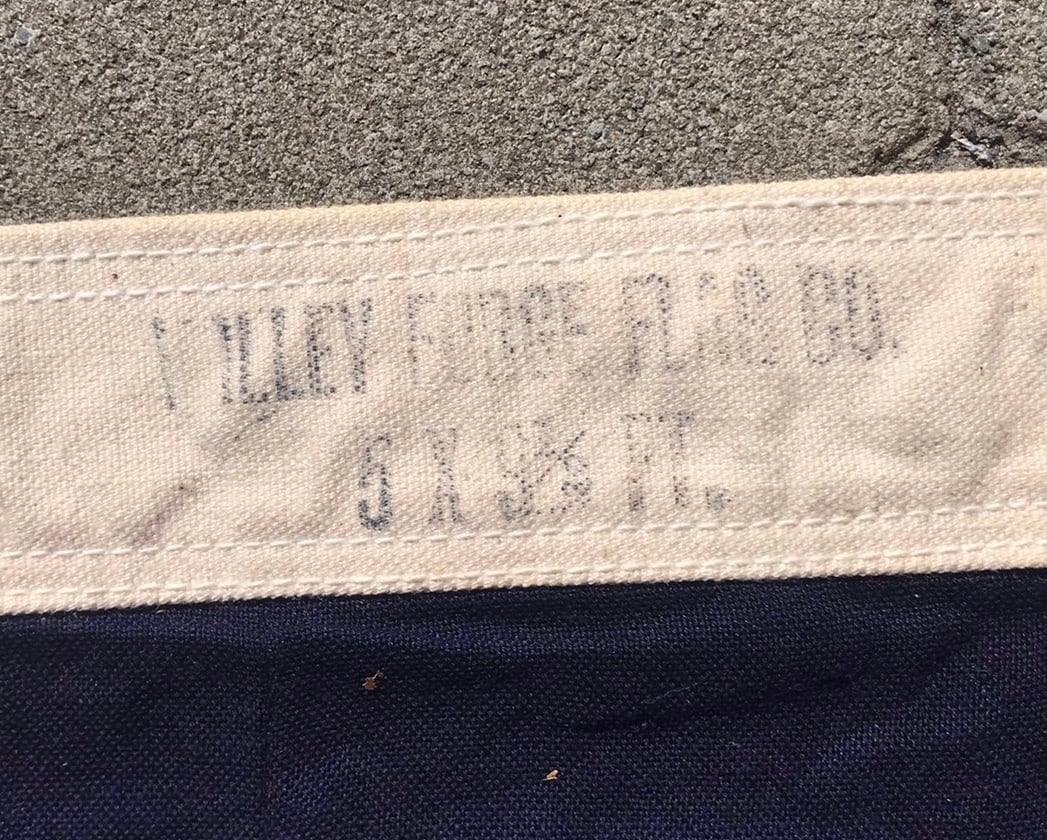 VALLEY FORGE FLAG CO.
5 X 9½ FT.